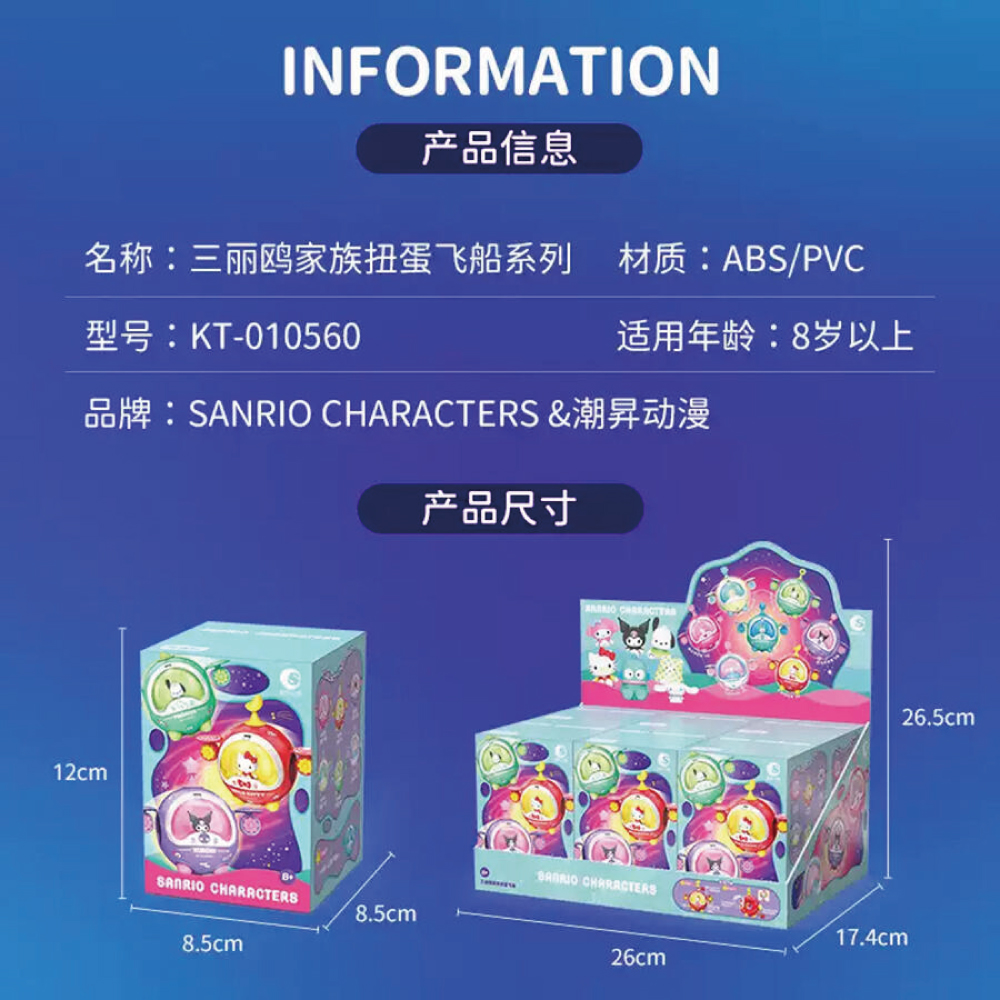 INFORMATION
产品信息
名称：三丽鸥家族扭蛋飞船系列
材质：ABS/PVC
型号：KT-010560
适用年龄：8岁以上
品牌：SANRIO CHARACTERS &潮昇动漫
产品尺寸
SANRIO CHARACTERS
26.5cm
12cm
8+
SANRIO CHARACTERS
SANRIO CHARACTERS
8.5cm
8.5cm
26cm
17.4cm